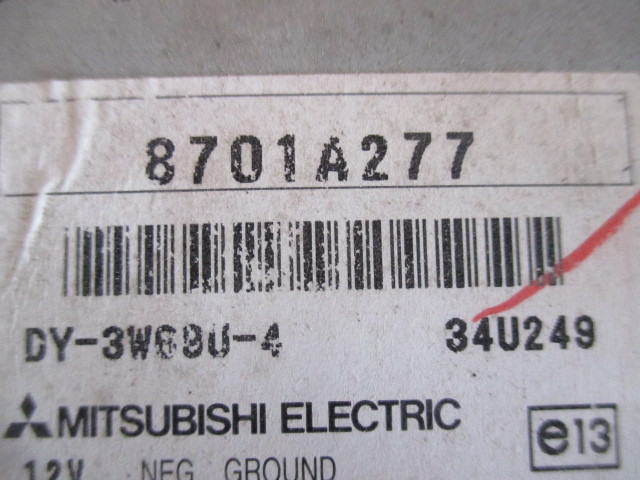 8701A277
DY-3W68U-4 34U249
MITSUBISHI ELECTRIC
e13
12V NEG GROUND